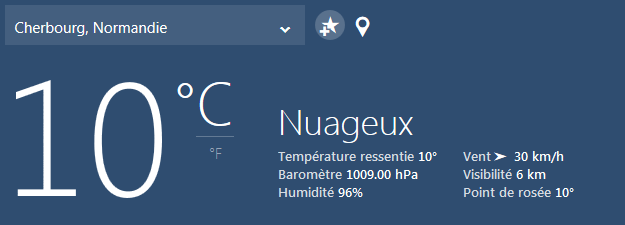 Cherbourg, Normandie
10 °C
°F
Nuageux
Température ressentie 10°
Baromètre 1009.00 hPa
Humidité 96%
Vent 30 km/h
Visibilité 6 km
Point de rosée 10°